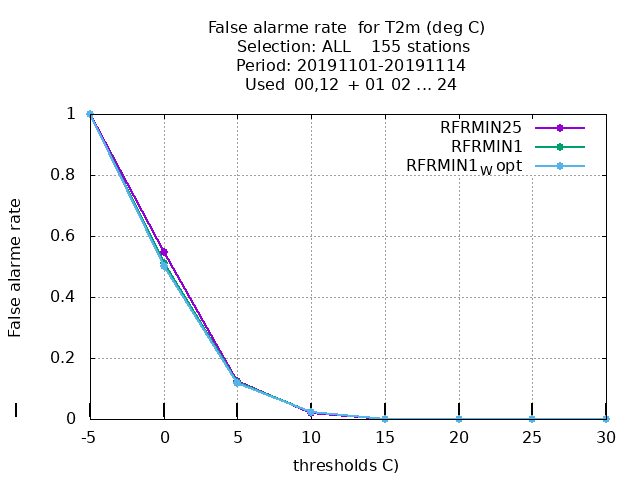 False alarme rate for T2m (deg C)
Selection: ALL 155 stations
Period: 20191101-20191114
Used 00,12 + 01 02 ... 24
RFRMIN25
RFRMIN1
RFRMIN1W opt
1
0.8
0.6
0.4
0.2
0
False alarme rate
-5 0 5 10 15 20 25 30
thresholds C)